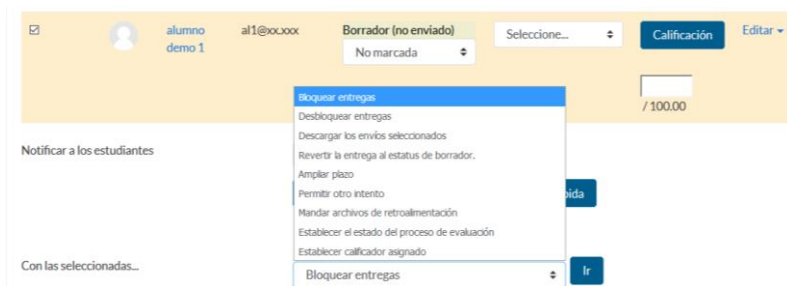 alumno demo 1
al1@xx.xxx
Borrador (no enviado)
No marcada
Seleccione...
Calificación
Editar
/ 100.00
Bloquear entregas
Desbloquear entregas
Descargar los envíos seleccionados
Revertir la entrega al estatus de borrador.
Ampliar plazo
Permitir otro intento
Mandar archivos de retroalimentación
Establecer el estado del proceso de evaluación
Establecer calificador asignado
Notificar a los estudiantes
Con las seleccionadas...
Bloquear entregas
Ir